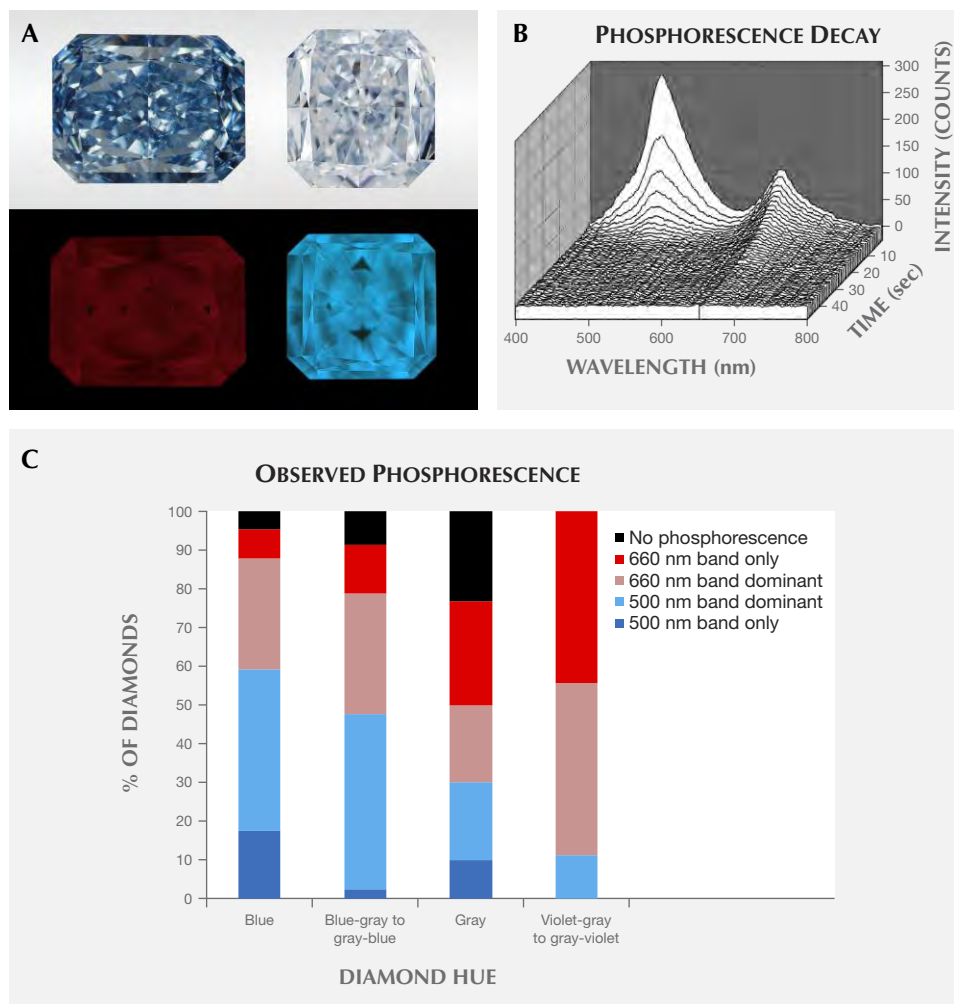 A
B
PHOSPHORESCENCE DECAY
300
250
200
150
100
50
0
INTENSITY (COUNTS)
10
20
30
40
TIME (sec)
400
500
600
700
800
WAVELENGTH (nm)
C
OBSERVED PHOSPHORESCENCE
100
90
80
70
60
50
40
30
20
10
0
% OF DIAMONDS
No phosphorescence
660 nm band only
660 nm band dominant
500 nm band dominant
500 nm band only
Blue
Blue-gray to
gray-blue
Gray
Violet-gray
to gray-violet
DIAMOND HUE